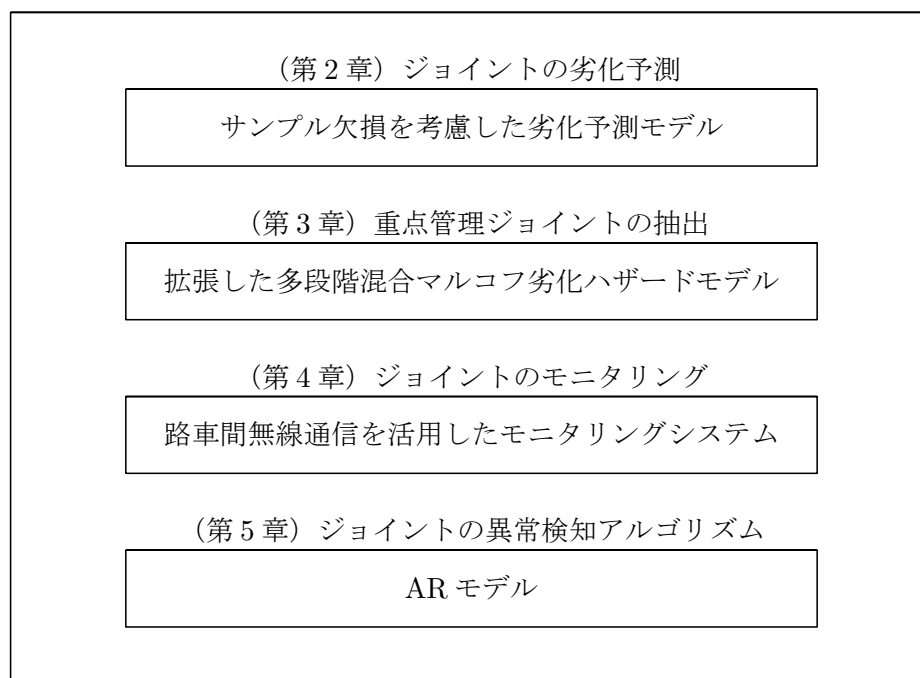 (第2章) ジョイントの劣化予測
サンプル欠損を考慮した劣化予測モデル
(第3章) 重点管理ジョイントの抽出
拡張した多段階混合マルコフ劣化ハザードモデル
(第4章) ジョイントのモニタリング
路車間無線通信を活用したモニタリングシステム
(第5章) ジョイントの異常検知アルゴリズム
ARモデル